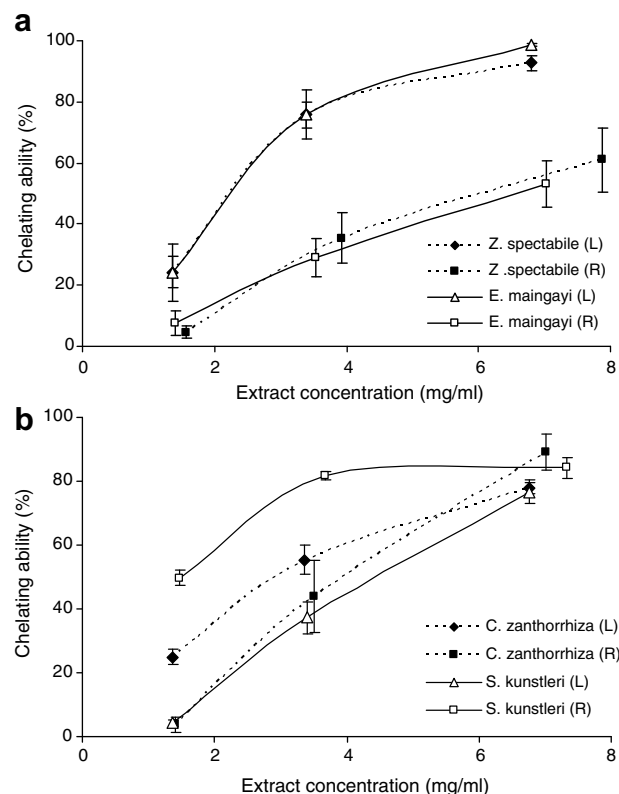 a
100
80
60
40
20
0
Chelating ability (%)
Z. spectabile (L)
Z .spectabile (R)
E. maingayi (L)
E. maingayi (R)
0 2 4 6 8
Extract concentration (mg/ml)
b
100
80
60
40
20
0
Chelating ability (%)
C. zanthorrhiza (L)
C. zanthorrhiza (R)
S. kunstleri (L)
S. kunstleri (R)
0 2 4 6 8
Extract concentration (mg/ml)